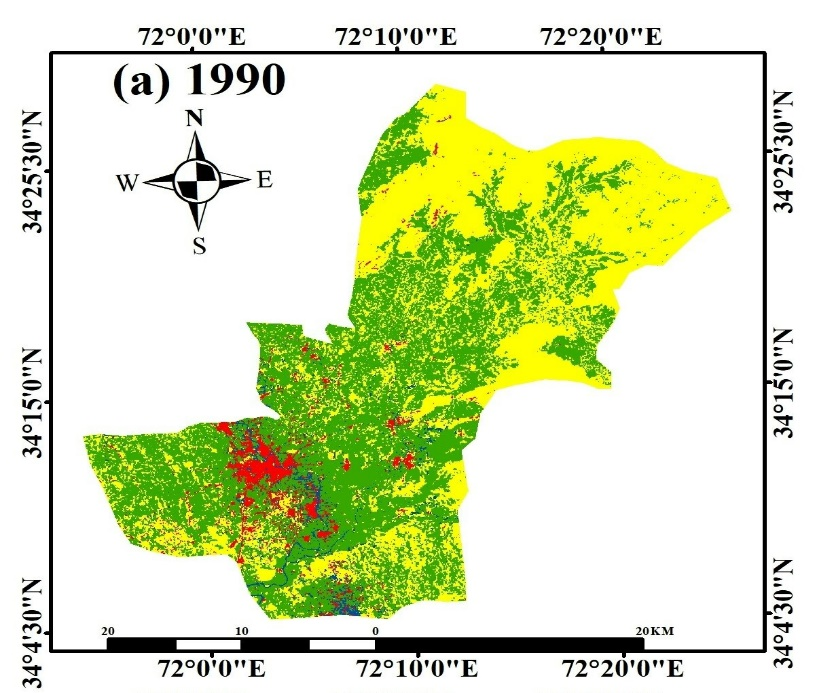 72°0'0"E 72°10'0"E 72°20'0"E
(a) 1990
N
W E
S
34°25'30"N 34°25'30"N
34°15'0"N 34°15'0"N
34°4'30"N 34°4'30"N
20 10 0 20KM
72°0'0"E 72°10'0"E 72°20'0"E